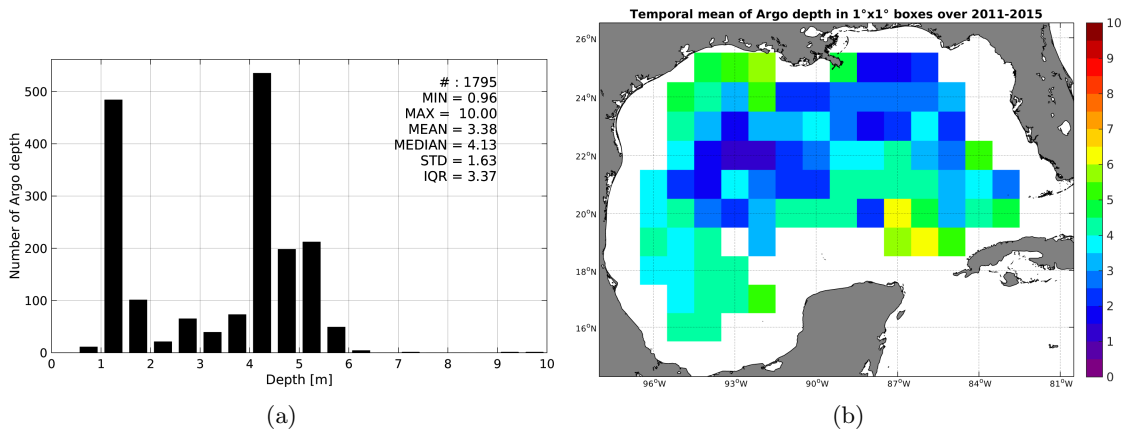 Temporal mean of Argo depth in 1°x1° boxes over 2011-2015
# : 1795
MIN = 0.96
MAX = 10.00
MEAN = 3.38
MEDIAN = 4.13
STD = 1.63
IQR = 3.37
Number of Argo depth
500
400
300
200
100
0
0 1 2 3 4 5 6 7 8 9 10
Depth [m]
(a)
26°N
24°N
22°N
20°N
18°N
16°N
96°W 93°W 90°W 87°W 84°W 81°W
10
9
8
7
6
5
4
3
2
1
0
(b)